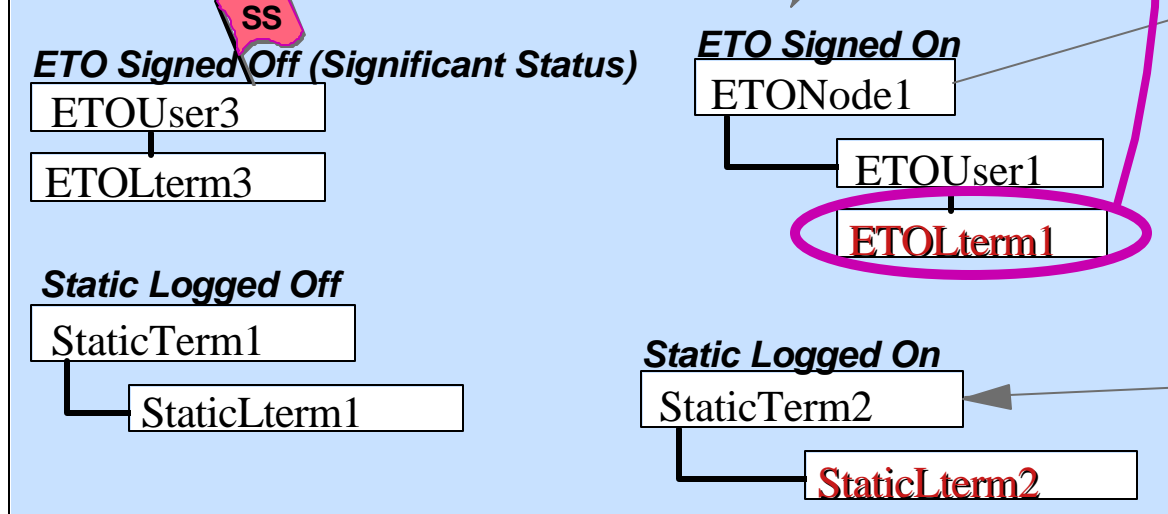 SS
ETO Signed Off (Significant Status)
ETOUser3
ETOLterm3
ETO Signed On
ETONode1
ETOUser1
ETOLterm1
Static Logged Off
StaticTerm1
StaticLterm1
Static Logged On
StaticTerm2
StaticLterm2